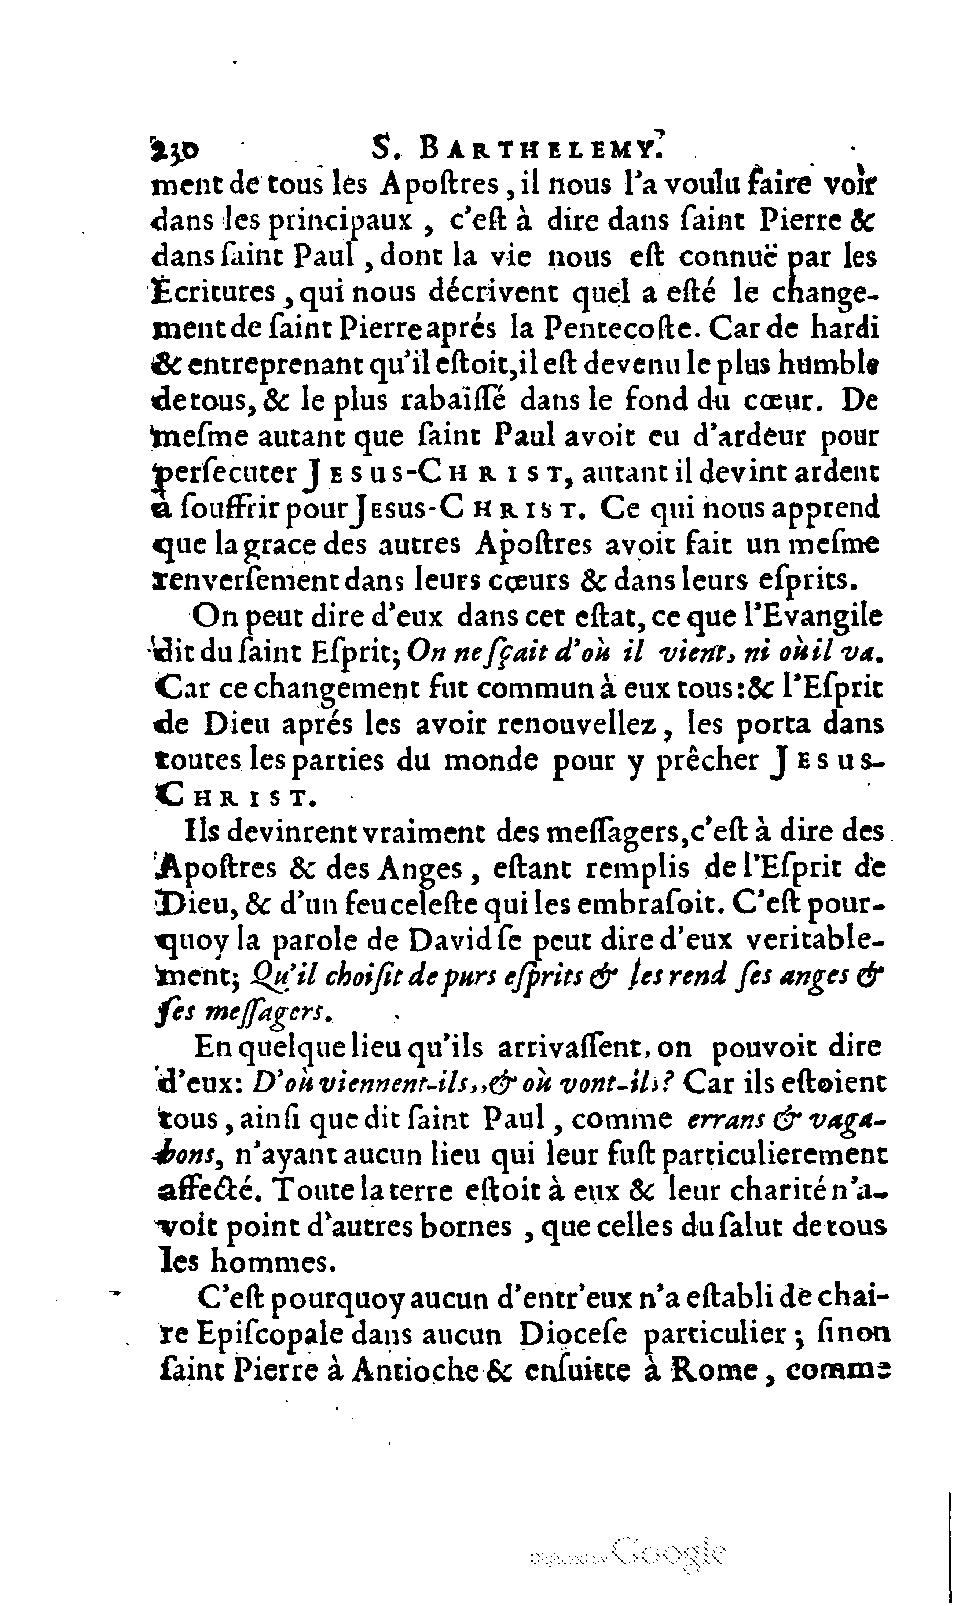 230 S. BARTHELEMY.
ment de tous les Apoſtres, il nous l'a voulu faire voir
dans les principaux, c'eſt à dire dans ſaint Pierre &
dans ſaint Paul, dont la vie nous eſt connuë par les
Ecritures, qui nous décrivent quel a eſté le change-
ment de ſaint Pierre aprés la Pentecoſte. Car de hardi
& entreprenant qu'il eſtoit, il eſt devenu le plus humble
de tous, & le plus rabaiſſé dans le fond du cœur. De
meſme autant que ſaint Paul avoit eu d'ardeur pour
perſecuter JESUS-CHRIST, autant il devint ardent
à ſouffrir pour JESUS-CHRIST. Ce qui nous apprend
que la grace des autres Apoſtres avoit fait un meſme
renverſement dans leurs cœurs & dans leurs eſprits.
On peut dire d'eux dans cet eſtat, ce que l'Evangile
dit du ſaint Eſprit; On ne ſçait d'où il vient, ni où il va.
Car ce changement fut commun à eux tous: & l'Eſprit
de Dieu aprés les avoir renouvellez, les porta dans
toutes les parties du monde pour y prêcher JESUS-
CHRIST.
Ils devinrent vraiment des meſſagers, c'eſt à dire des
Apoſtres & des Anges, eſtant remplis de l'Eſprit de
Dieu, & d'un feu celeſte qui les embraſoit. C'eſt pour-
quoy la parole de David ſe peut dire d'eux veritable-
ment; Qu'il choiſit de purs eſprits & les rend ſes anges &
ſes meſſagers.
En quelque lieu qu'ils arrivaſſent, on pouvoit dire
d'eux: D'où viennent-ils, & où vont-ils? Car ils eſtoient
tous, ainſi que dit ſaint Paul, comme errans & vaga-
bons, n'ayant aucun lieu qui leur fuſt particulierement
affecté. Toute la terre eſtoit à eux & leur charité n'a-
voit point d'autres bornes, que celles du ſalut de tous
les hommes.
C'eſt pourquoy aucun d'entr'eux n'a eſtabli de chai-
re Epiſcopale dans aucun Dioceſe particulier; ſinon
ſaint Pierre à Antioche & enſuitte à Rome, comme
Digitized by Google